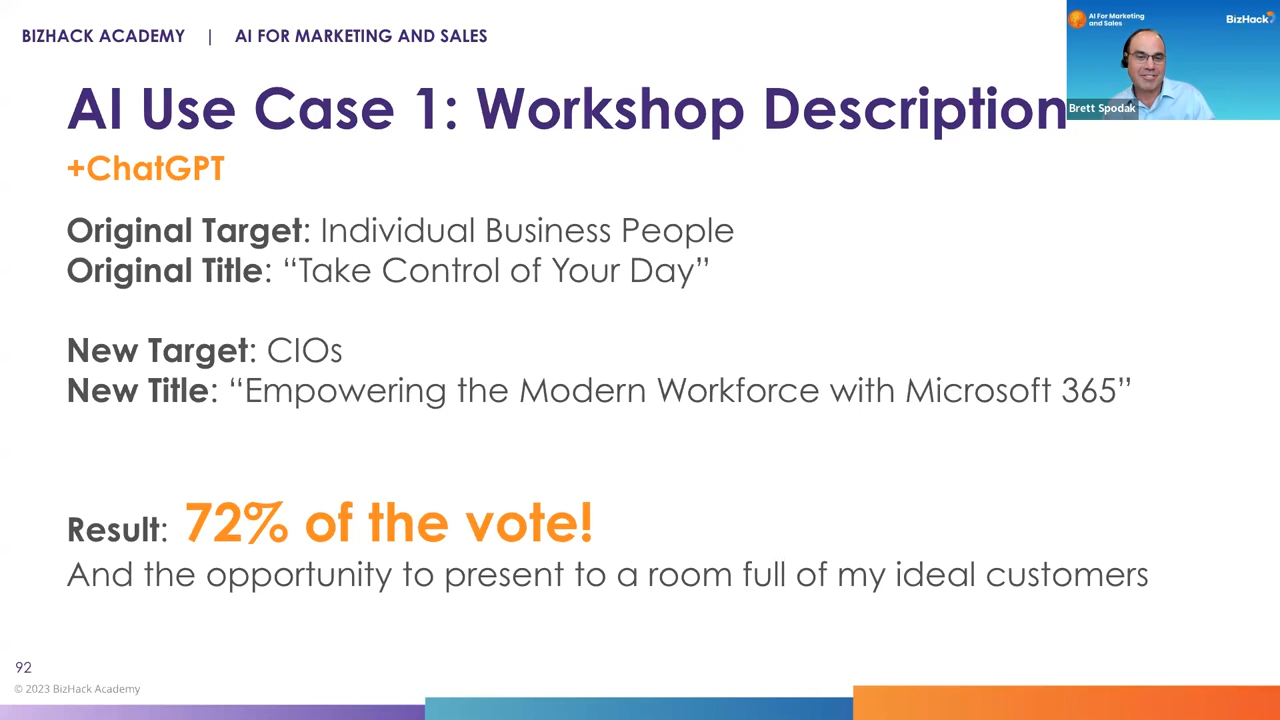 BIZHACK ACADEMY | AI FOR MARKETING AND SALES
AI For Marketing
and Sales
BizHack
Brett Spodak
AI Use Case 1: Workshop Description
+ChatGPT
Original Target: Individual Business People
Original Title: “Take Control of Your Day”
New Target: CIOs
New Title: “Empowering the Modern Workforce with Microsoft 365”
Result: 72% of the vote!
And the opportunity to present to a room full of my ideal customers
92
© 2023 BizHack Academy